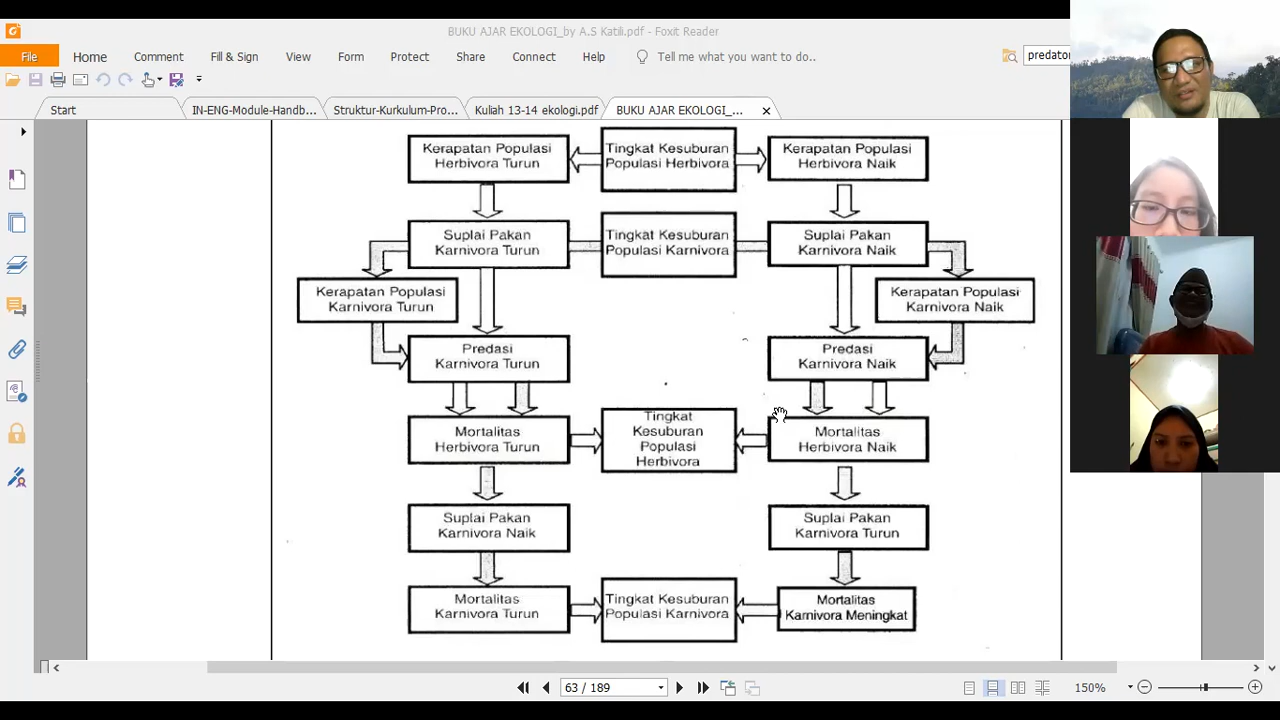 BUKU AJAR EKOLOGI_by A.S Katili.pdf - Foxit Reader
File Home Comment Fill & Sign View Form Protect Share Connect Help Tell me what you want to do..
predato
Start IN-ENG-Module-Handb... Struktur-Kurkulum-Pro... Kuliah 13-14 ekologi.pdf BUKU AJAR EKOLOGI_...
Kerapatan Populasi
Herbivora Turun
Tingkat Kesuburan
Populasi Herbivora
Kerapatan Populasi
Herbivora Naik
Suplai Pakan
Karnivora Turun
Tingkat Kesuburan
Populasi Karnivora
Suplai Pakan
Karnivora Naik
Kerapatan Populasi
Karnivora Turun
Kerapatan Populasi
Karnivora Naik
Predasi
Karnivora Turun
Predasi
Karnivora Naik
Mortalitas
Herbivora Turun
Tingkat
Kesuburan
Populasi
Herbivora
Mortalitas
Herbivora Naik
Suplai Pakan
Karnivora Naik
Suplai Pakan
Karnivora Turun
Mortalitas
Karnivora Turun
Tingkat Kesuburan
Populasi Karnivora
Mortalitas
Karnivora Meningkat
63 / 189
150%